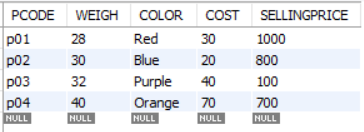 PCODE WEIGH COLOR COST SELLINGPRICE
p01 28 Red 30 1000
p02 30 Blue 20 800
p03 32 Purple 40 100
p04 40 Orange 70 700
NULL NULL NULL NULL NULL